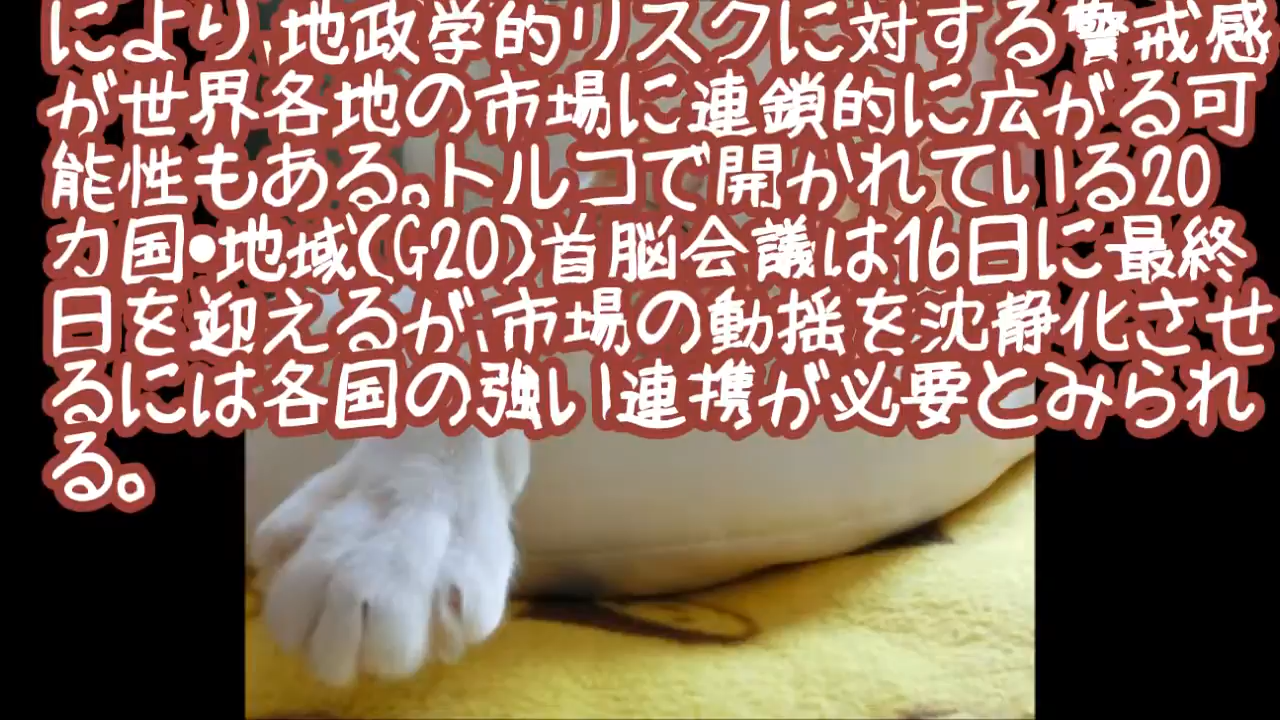 により、地政学的リスクに対する警戒感
が世界各地の市場に連鎖的に広がる可
能性もある。トルコで開かれている20
カ国・地域(G20)首脳会議は16日に最終
日を迎えるが、市場の動揺を沈静化させ
るには各国の強い連携が必要とみられ
る。